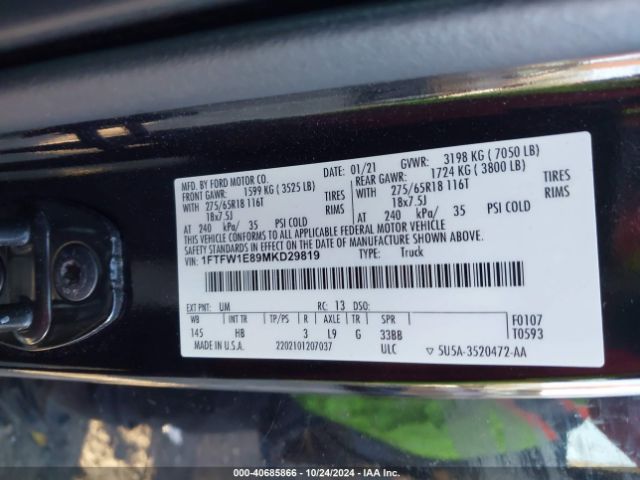 MFD. BY FORD MOTOR CO.
DATE: 01/21 GVWR: 3198 KG ( 7050 LB)
FRONT GAWR: 1599 KG ( 3525 LB)
REAR GAWR: 1724 KG ( 3800 LB)
WITH 275/65R18 116T TIRES
WITH 275/65R18 116T TIRES
18x7.5J RIMS
18x7.5J RIMS
AT 240 kPa/ 35 PSI COLD
AT 240 kPa/ 35 PSI COLD
THIS VEHICLE CONFORMS TO ALL APPLICABLE FEDERAL MOTOR VEHICLE
SAFETY STANDARDS IN EFFECT ON THE DATE OF MANUFACTURE SHOWN ABOVE.
VIN: 1FTFW1E89MKD29819 TYPE: Truck
EXT PNT: UM RC: 13 DSO: F0107
WB INT TR TP/PS R AXLE TR SPR T0593
145 HB 3 L9 G 33BB
MADE IN U.S.A. 2202101207037 ULC 5U5A-3520472-AA
000-40685866 - 10/24/2024 - IAAI.com